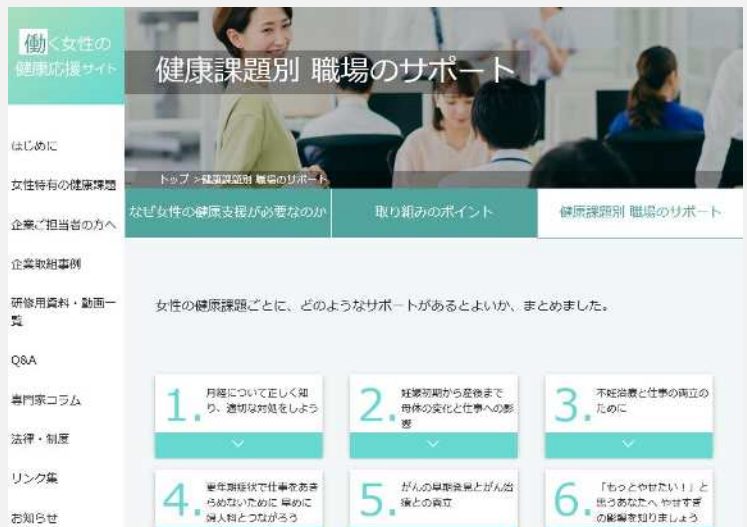 働く女性の
健康応援サイト
はじめに
女性特有の健康課題
企業ご担当者の方へ
企業取組事例
研修用資料・動画一
覧
Q&A
専門家コラム
法律・制度
リンク集
お知らせ
健康課題別 職場のサポート
トップ >健康課題別 職場のサポート
なぜ女性の健康支援が必要なのか
取り組みのポイント
健康課題別 職場のサポート
女性の健康課題ごとに、どのようなサポートがあるとよいか、まとめました。
1.
月経について正しく知
り、適切な対処をしよう
2.
妊娠初期から産後まで
母体の変化と仕事への影
響
3.
不妊治療と仕事の両立の
ために
4.
更年期症状で仕事をあき
らめないために 早めに
婦人科とつながろう
5.
がんの早期発見とがん治
療との両立
6.
「もっとやせたい！」と
思うあなたへ やせすぎ
の影響を知りましょう